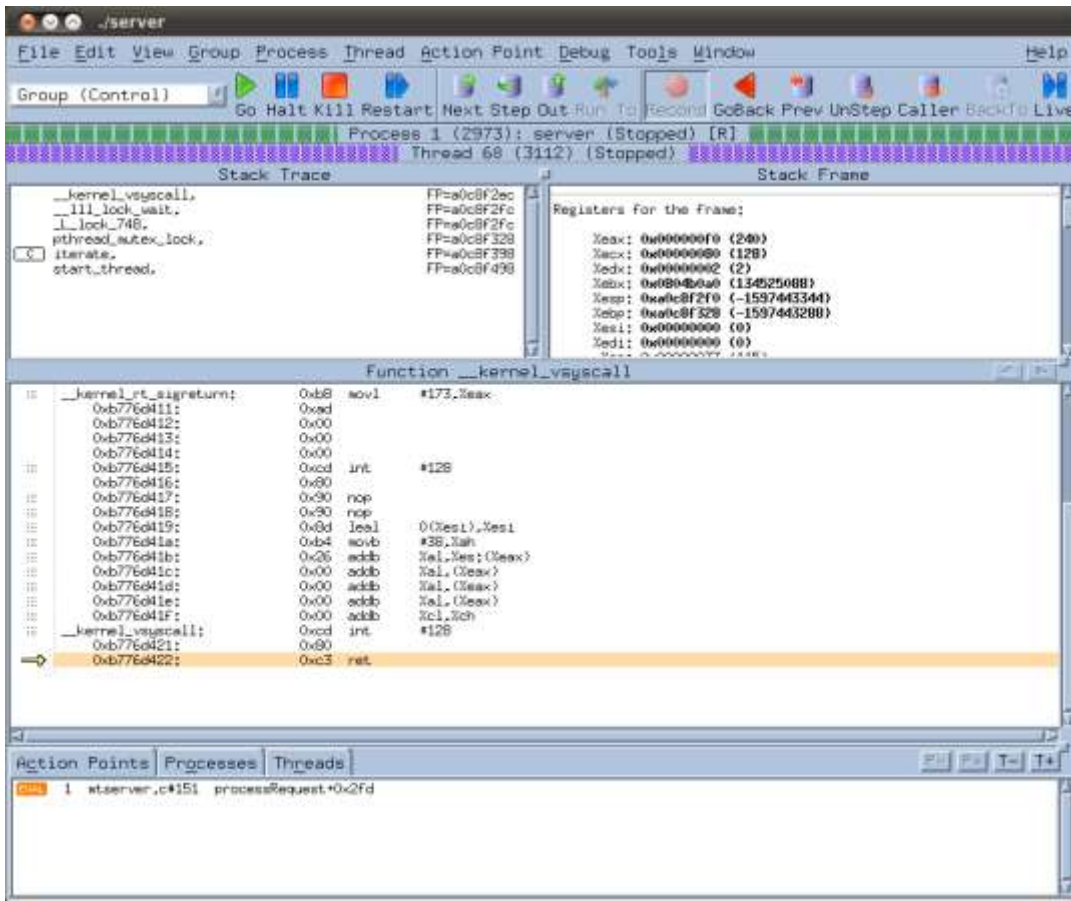 ./server
File Edit View Group Process Thread Action Point Debug Tools Window Help
Group (Control) Go Halt Kill Restart Next Step Out Run To Record GoBack Prev UnStep Caller BackTo Live
Process 1 (2973): server (Stopped) [R]
Thread 68 (3112) (Stopped)
Stack Trace
__kernel_vsyscall, FP=a0c8f2ec
__lll_lock_wait, FP=a0c8f2fc
_L_lock_748, FP=a0c8f2fc
pthread_mutex_lock, FP=a0c8f328
C iterate, FP=a0c8f398
start_thread, FP=a0c8f498
Stack Frame
Registers for the frame:
%eax: 0x000000f0 (240)
%ecx: 0x00000080 (128)
%edx: 0x00000002 (2)
%ebx: 0x0804b0a0 (134525088)
%esp: 0xa0c8f2f0 (-1597443344)
%ebp: 0xa0c8f328 (-1597443288)
%esi: 0x00000000 (0)
%edi: 0x00000000 (0)
Function __kernel_vsyscall
__kernel_rt_sigreturn: 0xb8 movl #173,%eax
0xb776d411: 0xad
0xb776d412: 0x00
0xb776d413: 0x00
0xb776d414: 0x00
0xb776d415: 0xcd int #128
0xb776d416: 0x80
0xb776d417: 0x90 nop
0xb776d418: 0x90 nop
0xb776d419: 0x8d leal 0(%esi),%esi
0xb776d41a: 0xb4 movb #38,%ah
0xb776d41b: 0x26 addb %al,%es:(%eax)
0xb776d41c: 0x00 addb %al,(%eax)
0xb776d41d: 0x00 addb %al,(%eax)
0xb776d41e: 0x00 addb %al,(%eax)
0xb776d41f: 0x00 addb %cl,%ch
__kernel_vsyscall: 0xcd int #128
0xb776d421: 0x80
0xb776d422: 0xc3 ret
Action Points Processes Threads P- P+ T- T+
1 mtserver.c#151 processRequest+0x2fd